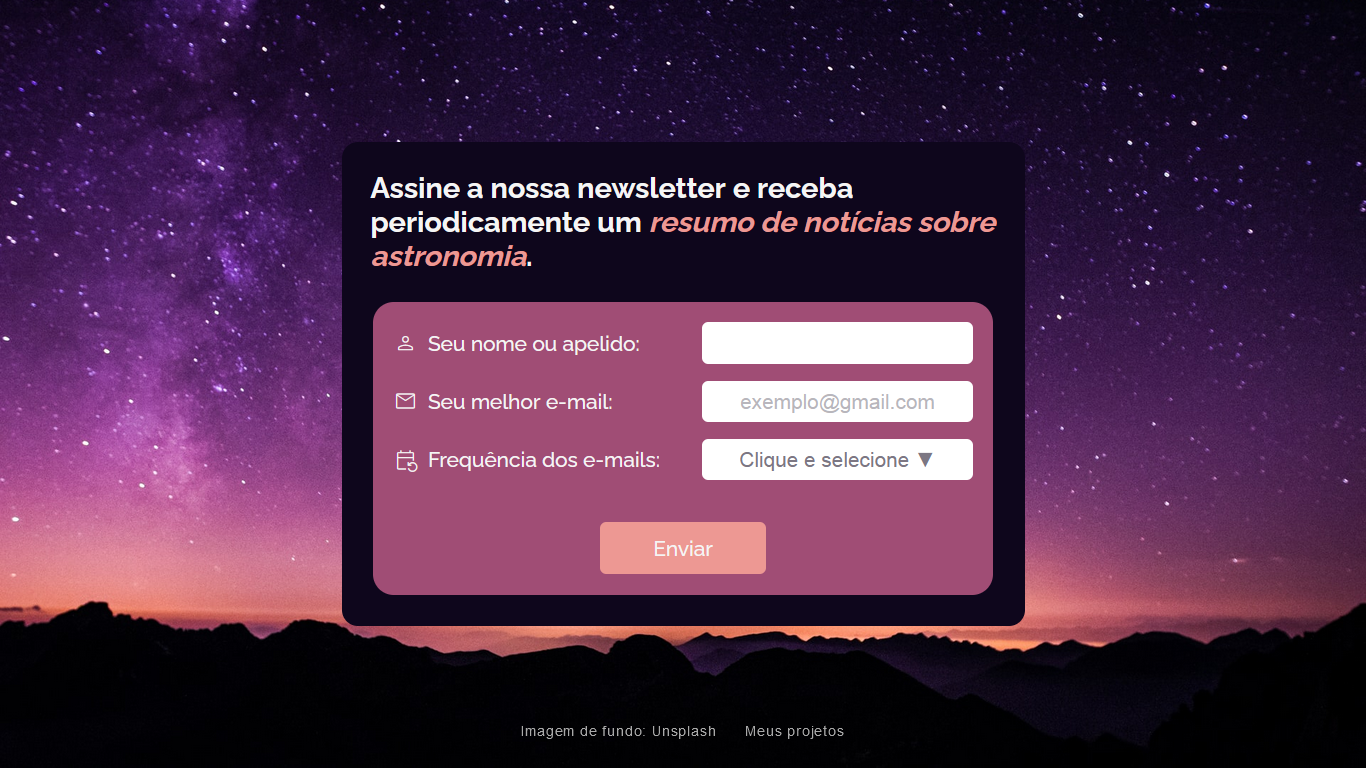 Assine a nossa newsletter e receba
periodicamente um resumo de notícias sobre
astronomia.
Seu nome ou apelido:
Seu melhor e-mail: exemplo@gmail.com
Frequência dos e-mails: Clique e selecione ▼
Enviar
Imagem de fundo: Unsplash Meus projetos